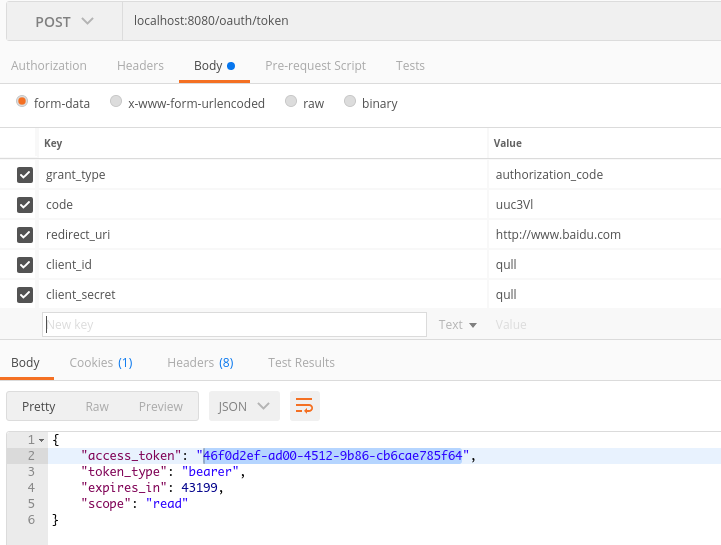 POST localhost:8080/oauth/token
Authorization Headers Body Pre-request Script Tests
form-data x-www-form-urlencoded raw binary
Key Value
grant_type authorization_code
code uuc3Vl
redirect_uri http://www.baidu.com
client_id qull
client_secret qull
New key Text Value
Body Cookies (1) Headers (8) Test Results
Pretty Raw Preview JSON
1 {
2 "access_token": "46f0d2ef-ad00-4512-9b86-cb6cae785f64",
3 "token_type": "bearer",
4 "expires_in": 43199,
5 "scope": "read"
6 }